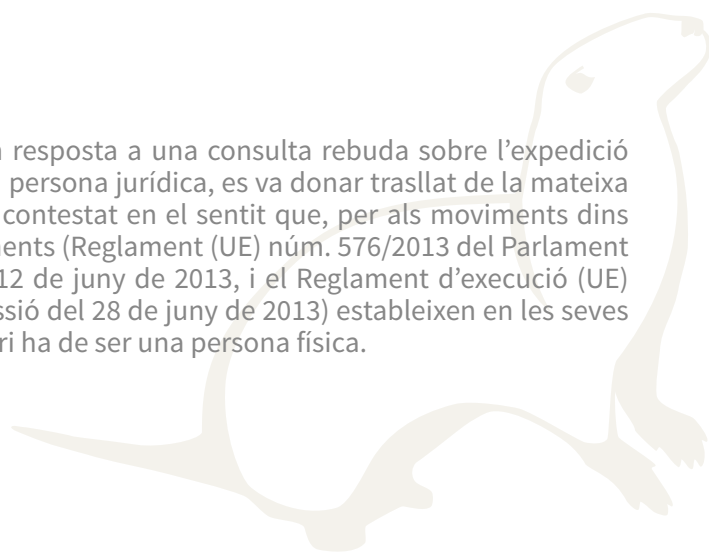 resposta a una consulta rebuda sobre l’expedició
persona jurídica, es va donar trasllat de la mateixa
contestat en el sentit que, per als moviments dins
ents (Reglament (UE) núm. 576/2013 del Parlament
12 de juny de 2013, i el Reglament d’execució (UE)
ssió del 28 de juny de 2013) estableixen en les seves
ri ha de ser una persona física.